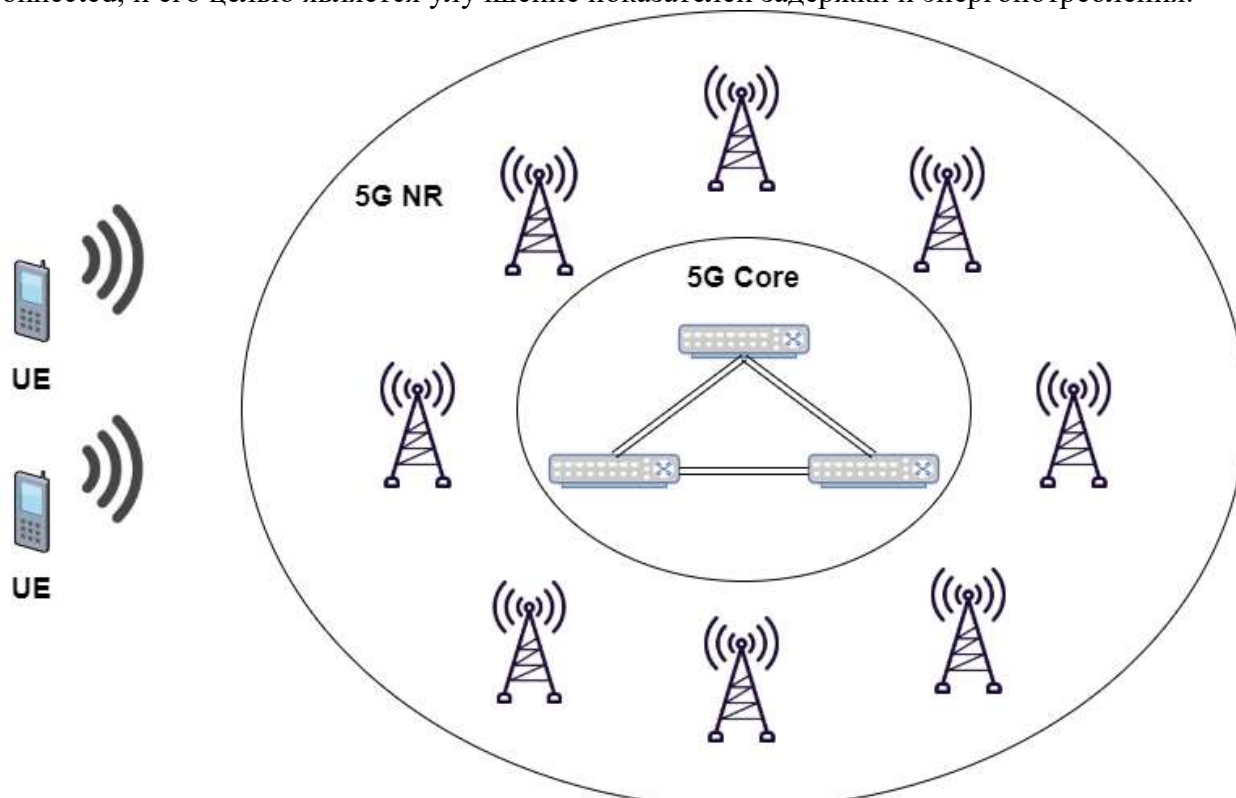 onnected, и его целью является улучшение показателей задержки и энергопотребления.
5G NR
5G Core
UE
UE